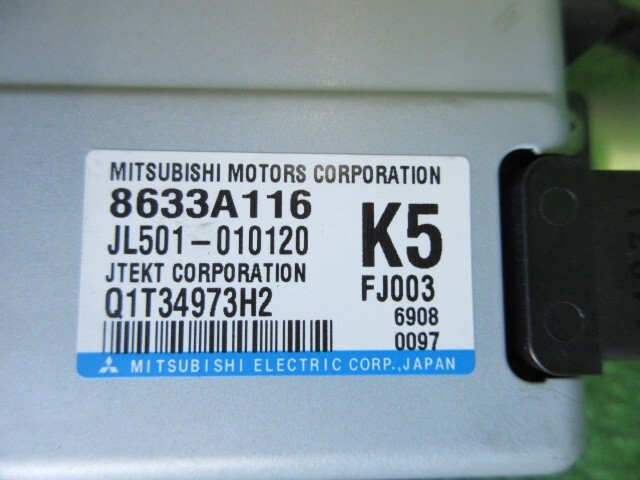 MITSUBISHI MOTORS CORPORATION
8633A116
JL501-010120
K5
JTEKT CORPORATION
FJ003
Q1T34973H2
6908
0097
MITSUBISHI ELECTRIC CORP.,JAPAN